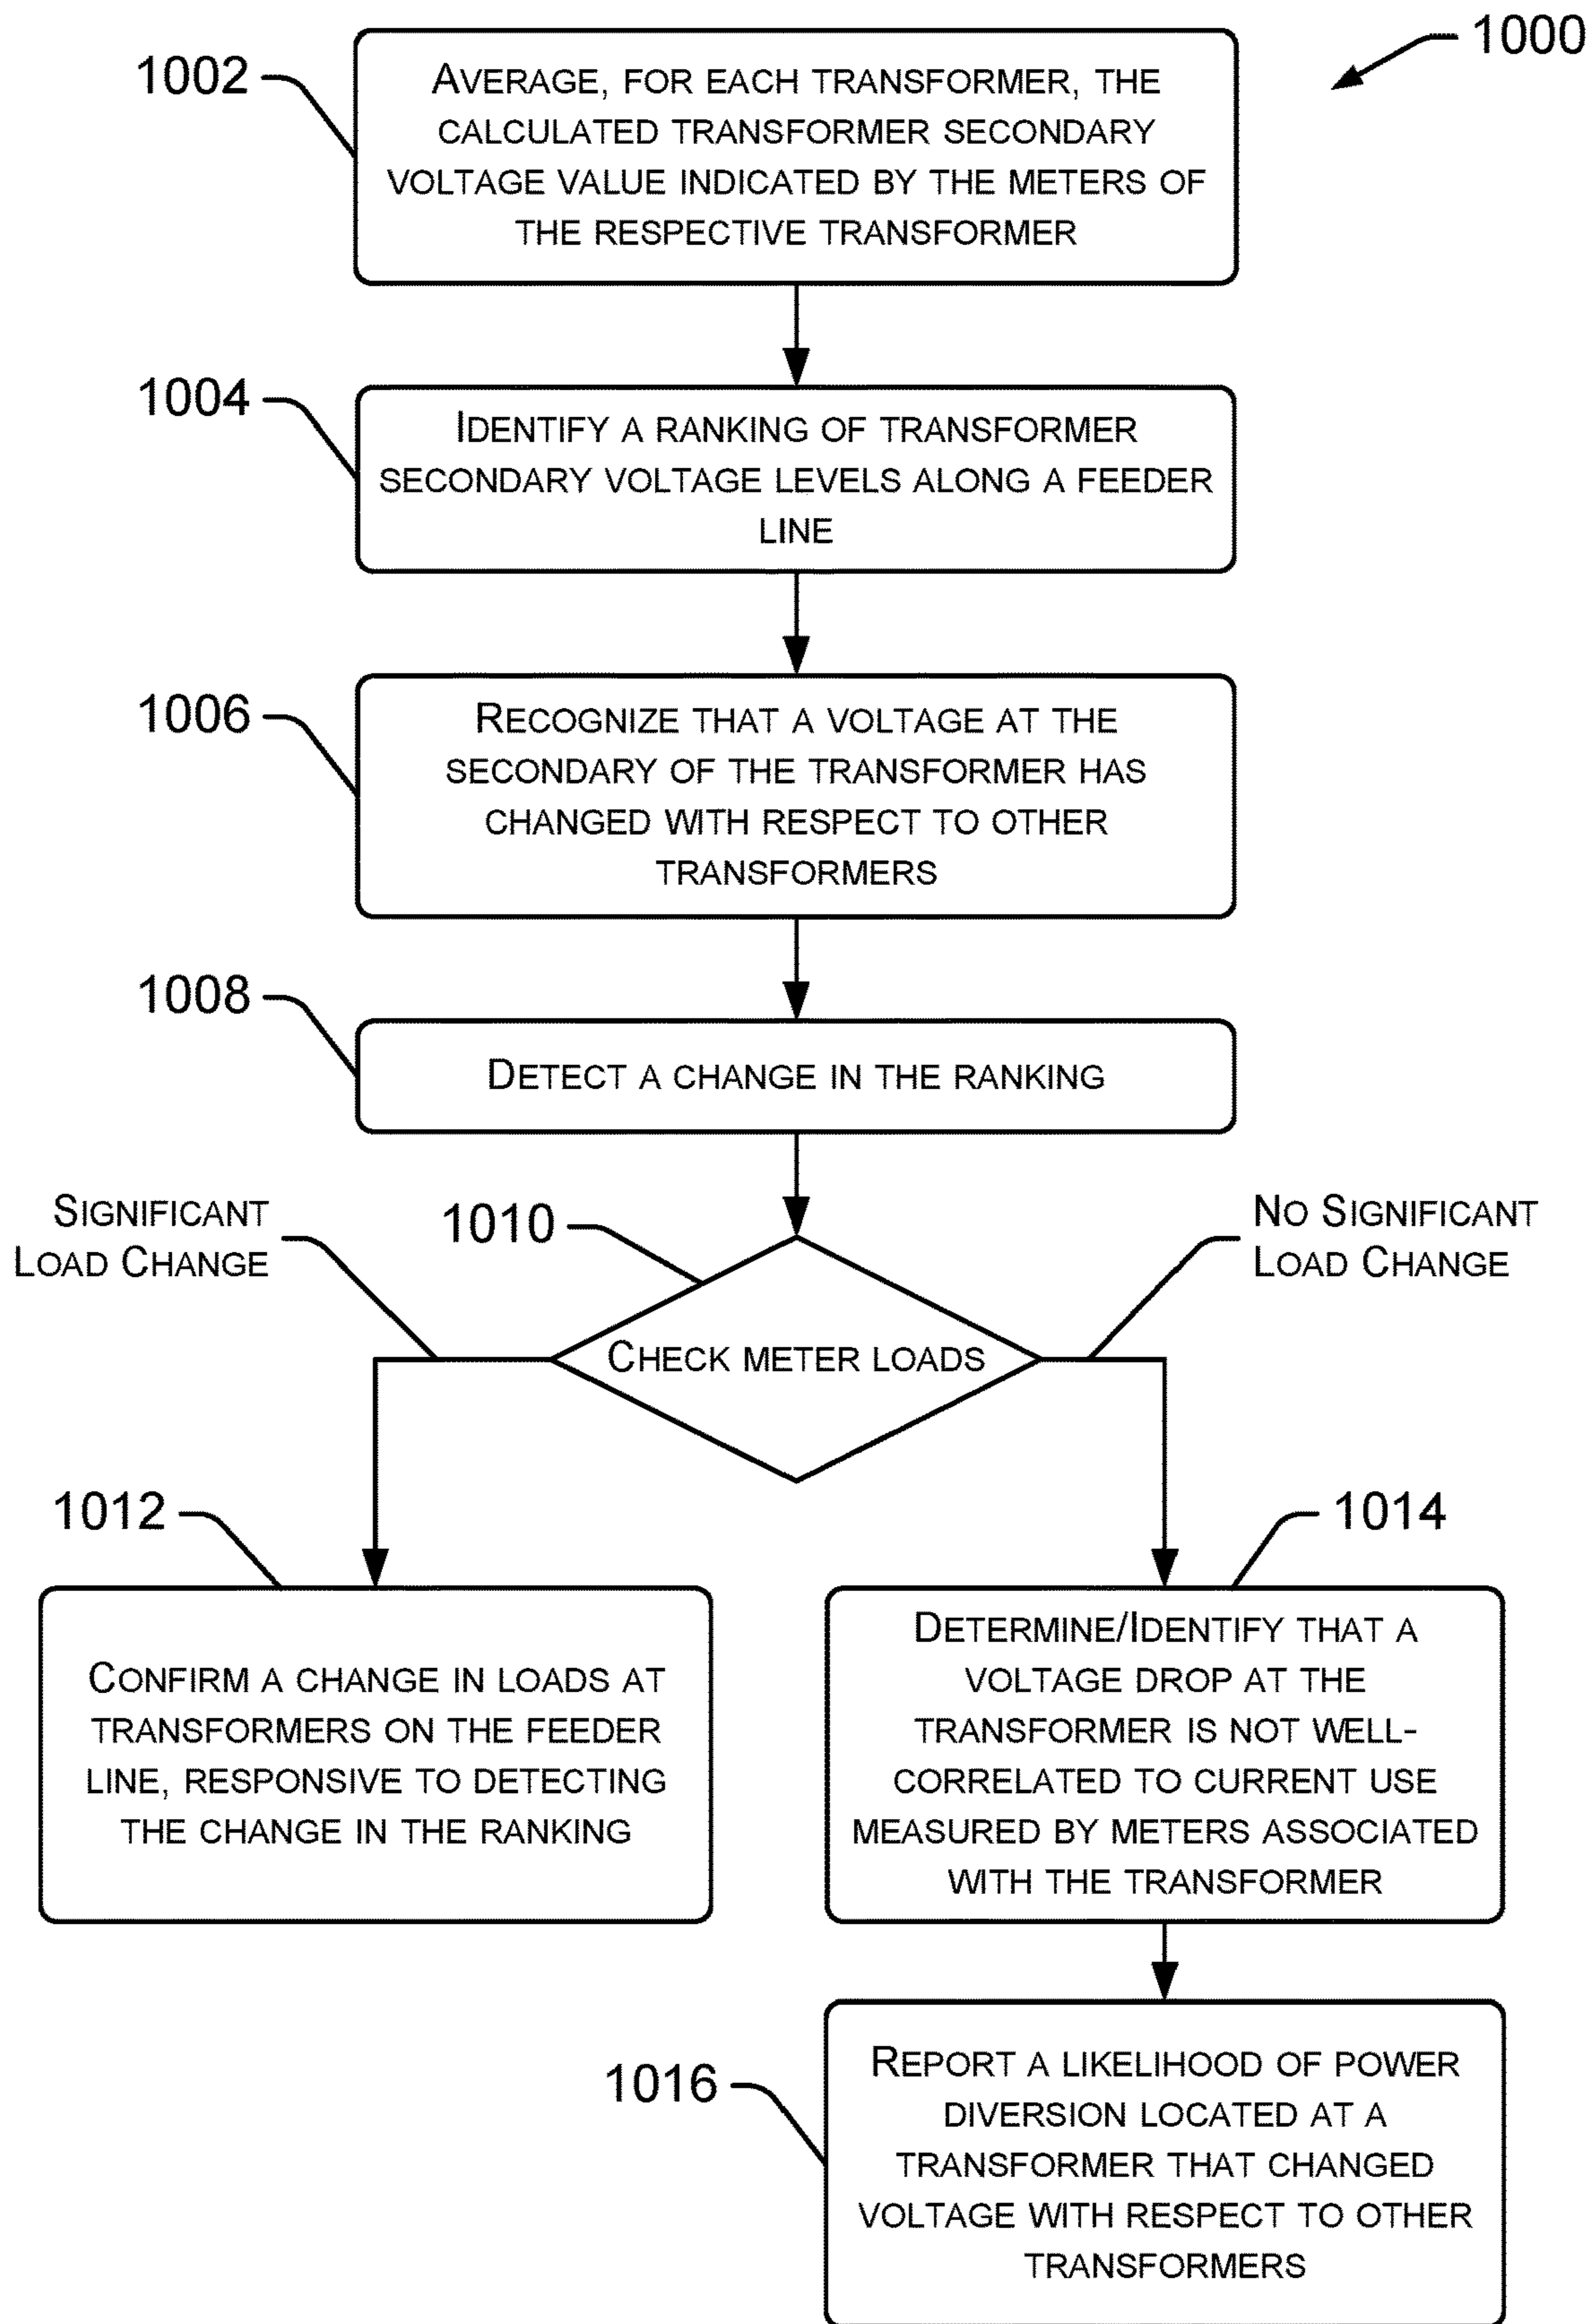 1000
1002
AVERAGE, FOR EACH TRANSFORMER, THE
CALCULATED TRANSFORMER SECONDARY
VOLTAGE VALUE INDICATED BY THE METERS OF
THE RESPECTIVE TRANSFORMER
1004
IDENTIFY A RANKING OF TRANSFORMER
SECONDARY VOLTAGE LEVELS ALONG A FEEDER
LINE
1006
RECOGNIZE THAT A VOLTAGE AT THE
SECONDARY OF THE TRANSFORMER HAS
CHANGED WITH RESPECT TO OTHER
TRANSFORMERS
1008
DETECT A CHANGE IN THE RANKING
SIGNIFICANT
LOAD CHANGE
1010
NO SIGNIFICANT
LOAD CHANGE
CHECK METER LOADS
1012
CONFIRM A CHANGE IN LOADS AT
TRANSFORMERS ON THE FEEDER
LINE, RESPONSIVE TO DETECTING
THE CHANGE IN THE RANKING
1014
DETERMINE/IDENTIFY THAT A
VOLTAGE DROP AT THE
TRANSFORMER IS NOT WELL-
CORRELATED TO CURRENT USE
MEASURED BY METERS ASSOCIATED
WITH THE TRANSFORMER
1016
REPORT A LIKELIHOOD OF POWER
DIVERSION LOCATED AT A
TRANSFORMER THAT CHANGED
VOLTAGE WITH RESPECT TO OTHER
TRANSFORMERS